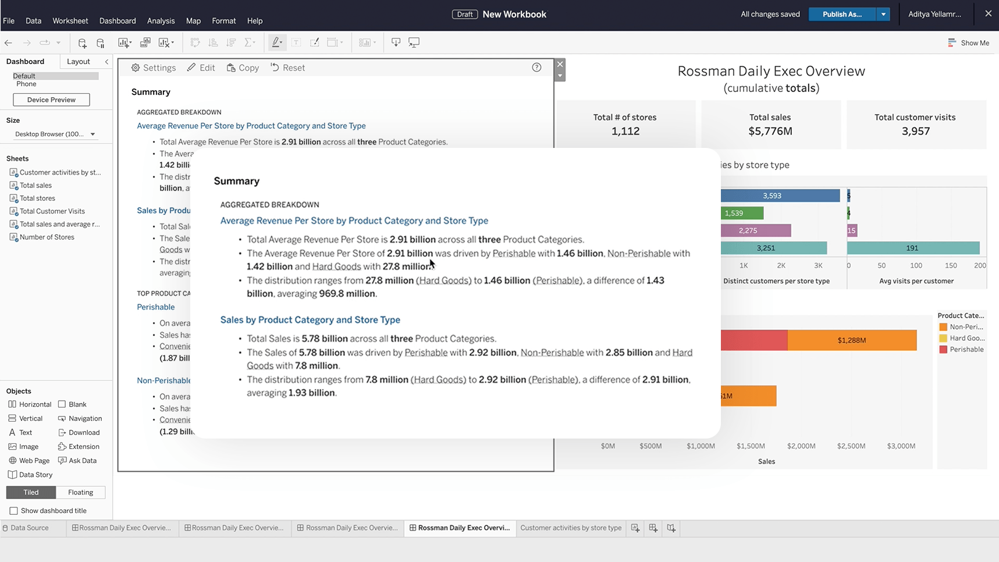 Draft New Workbook
All changes saved
Publish As...
Aditya Yellamr...
File Data Worksheet Dashboard Analysis Map Format Help
Show Me
Dashboard Layout
Default
Phone
Device Preview
Size
Desktop Browser (100...
Sheets
Customer activities by st...
Total sales
Total stores
Total Customer Visits
Total sales and average r...
Number of Stores
Objects
Horizontal Blank
Vertical Navigation
Text Download
Image Extension
Web Page Ask Data
Data Story
Tiled Floating
Show dashboard title
Settings Edit Copy Reset
Summary
AGGREGATED BREAKDOWN
Average Revenue Per Store by Product Category and Store Type
• Total Average Revenue Per Store is 2.91 billion across all three Product Categories.
• The Avera
1.42 billi
• The distr
billion, a
Sales by Produ
• Total Sal
• The Sale
Goods w
• The distr
averaging
TOP PRODUCT CA
Perishable
• On avera
• Sales has
• Convenie
(1.87 bill
Non-Perishable
• On avera
• Sales has
• Convenie
(1.29 billi
Summary
AGGREGATED BREAKDOWN
Average Revenue Per Store by Product Category and Store Type
• Total Average Revenue Per Store is 2.91 billion across all three Product Categories.
• The Average Revenue Per Store of 2.91 billion was driven by Perishable with 1.46 billion, Non-Perishable with
1.42 billion and Hard Goods with 27.8 million.
• The distribution ranges from 27.8 million (Hard Goods) to 1.46 billion (Perishable), a difference of 1.43
billion, averaging 969.8 million.
Sales by Product Category and Store Type
• Total Sales is 5.78 billion across all three Product Categories.
• The Sales of 5.78 billion was driven by Perishable with 2.92 billion, Non-Perishable with 2.85 billion and Hard
Goods with 7.8 million.
• The distribution ranges from 7.8 million (Hard Goods) to 2.92 billion (Perishable), a difference of 2.91 billion,
averaging 1.93 billion.
Rossman Daily Exec Overview
(cumulative totals)
Total # of stores
1,112
Total sales
$5,776M
Total customer visits
3,957
ies by store type
3,593 5
1,539 4
2,275 15
3,251 191
1K 2K 3K 0 50 100 150 200
Distinct customers per store type Avg visits per customer
$1,288M
61M
$0M $500M $1,000M $1,500M $2,000M $2,500M $3,000M
Sales
Product Cate...
Non-Peri...
Hard Goo...
Perishable
Data Source Rossman Daily Exec Overvie... Rossman Daily Exec Overvie... Rossman Daily Exec Overvie... Rossman Daily Exec Overvi... Customer activities by store type